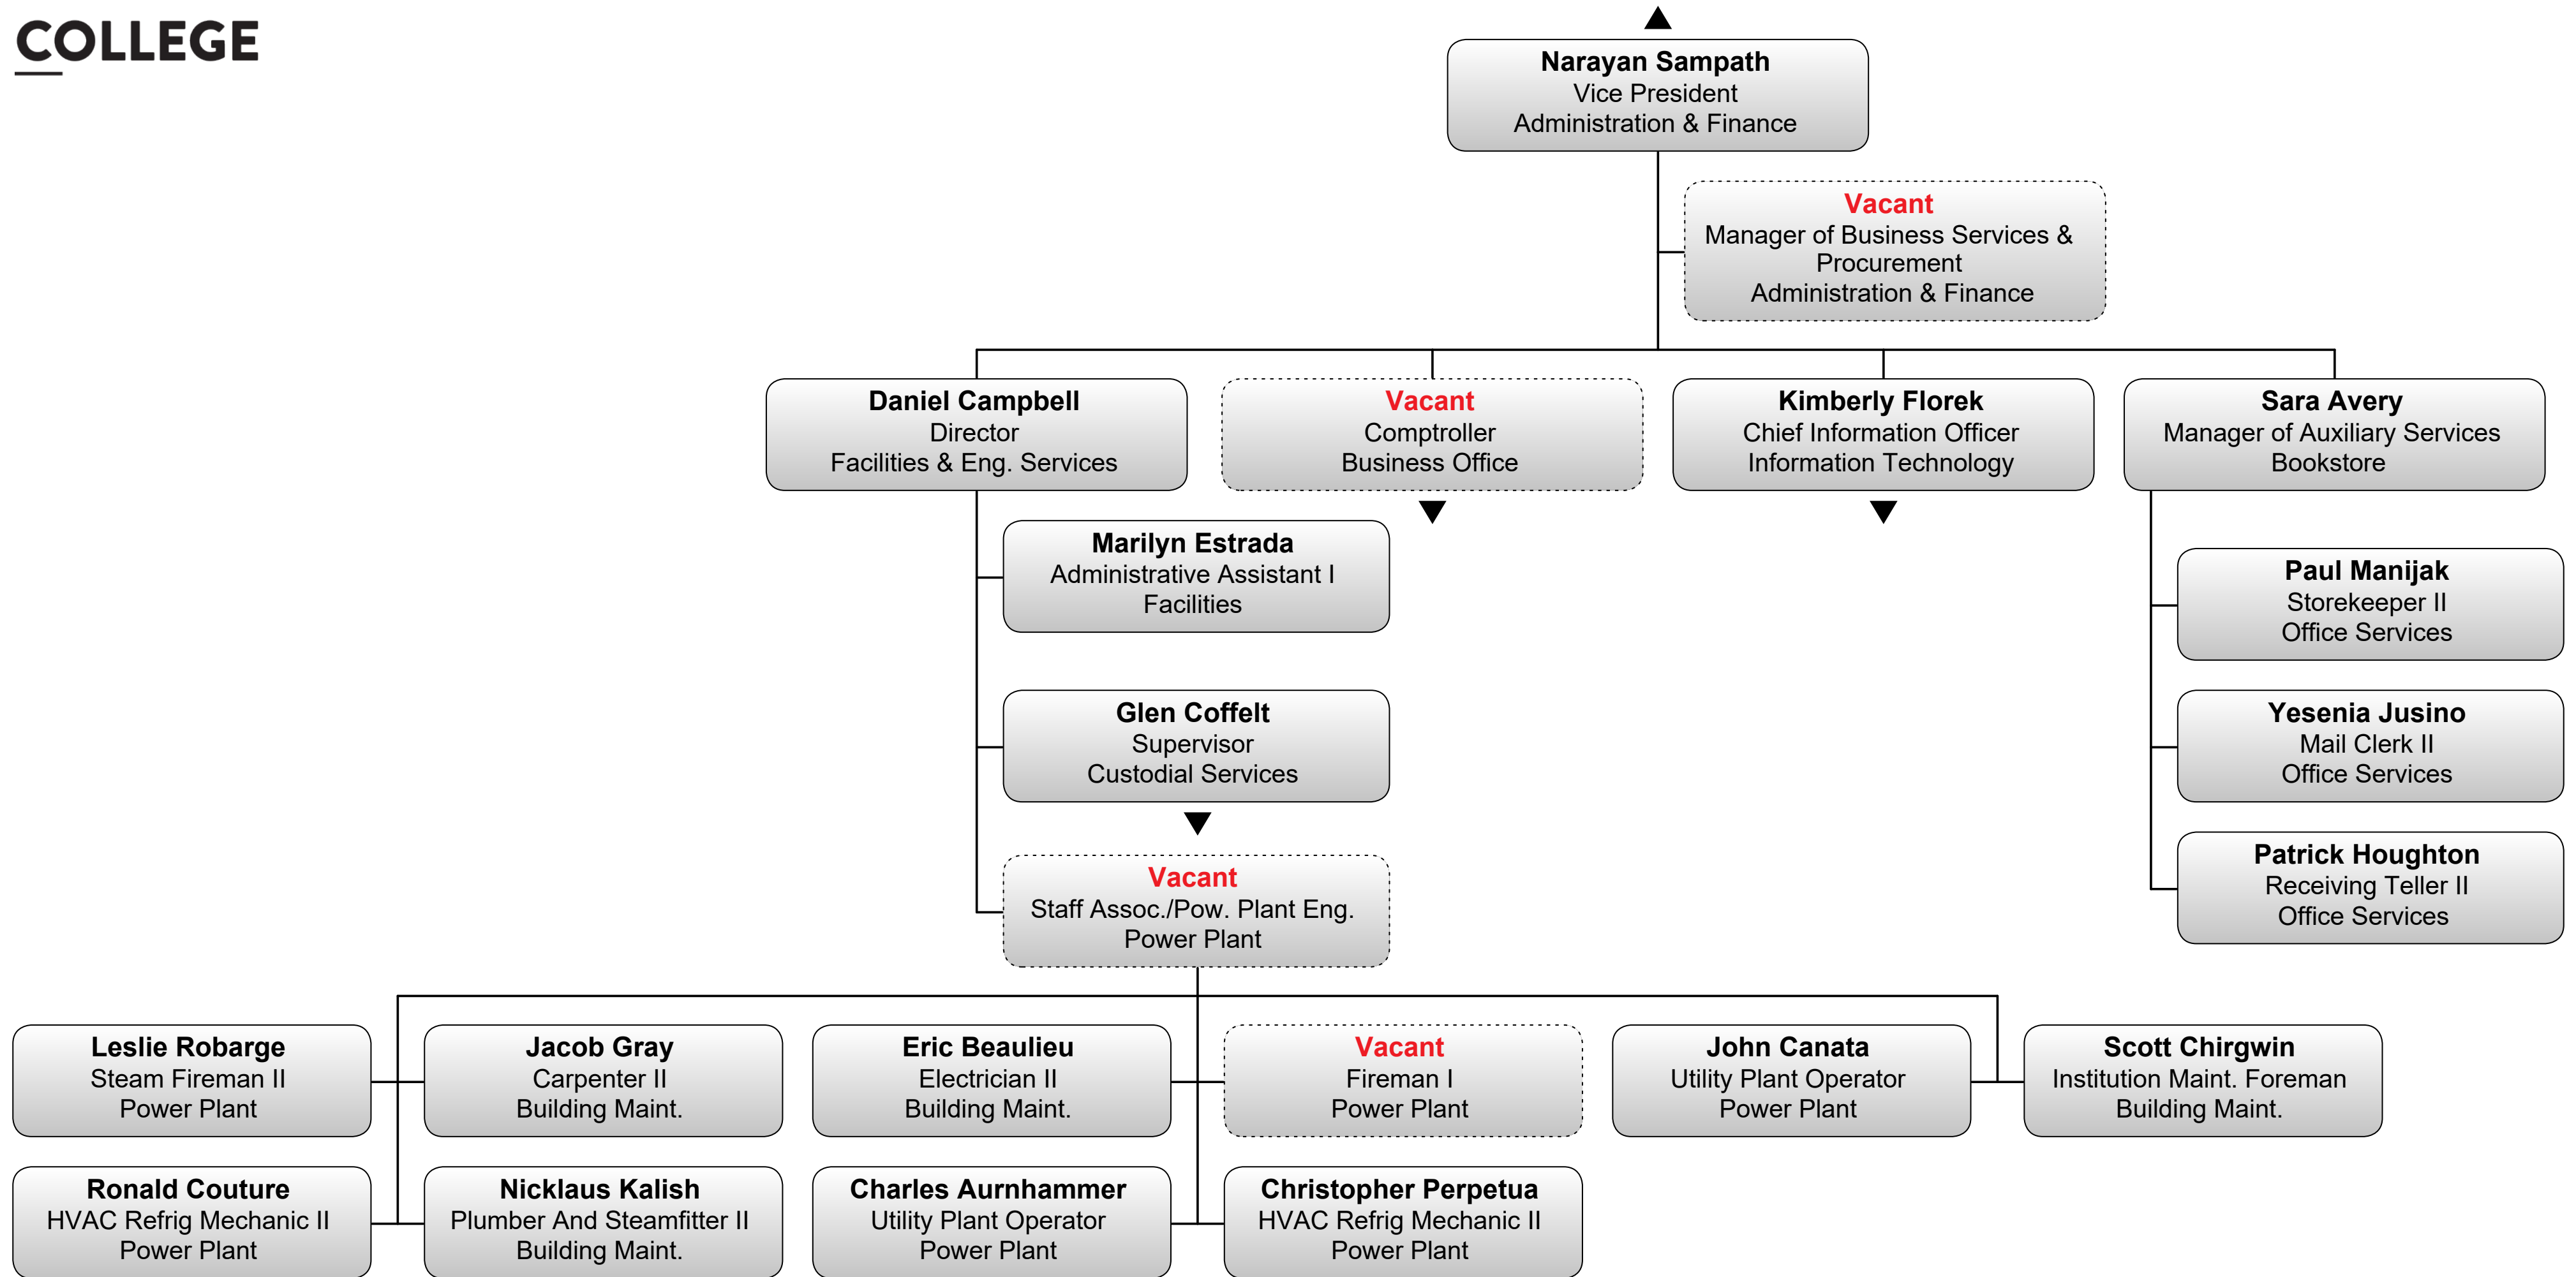 COLLEGE
Narayan Sampath
Vice President
Administration & Finance
Vacant
Manager of Business Services &
Procurement
Administration & Finance
Daniel Campbell
Director
Facilities & Eng. Services
Vacant
Comptroller
Business Office
Kimberly Florek
Chief Information Officer
Information Technology
Sara Avery
Manager of Auxiliary Services
Bookstore
Marilyn Estrada
Administrative Assistant I
Facilities
Glen Coffelt
Supervisor
Custodial Services
Vacant
Staff Assoc./Pow. Plant Eng.
Power Plant
Paul Manijak
Storekeeper II
Office Services
Yesenia Jusino
Mail Clerk II
Office Services
Patrick Houghton
Receiving Teller II
Office Services
Leslie Robarge
Steam Fireman II
Power Plant
Jacob Gray
Carpenter II
Building Maint.
Eric Beaulieu
Electrician II
Building Maint.
Vacant
Fireman I
Power Plant
John Canata
Utility Plant Operator
Power Plant
Scott Chirgwin
Institution Maint. Foreman
Building Maint.
Ronald Couture
HVAC Refrig Mechanic II
Power Plant
Nicklaus Kalish
Plumber And Steamfitter II
Building Maint.
Charles Aurnhammer
Utility Plant Operator
Power Plant
Christopher Perpetua
HVAC Refrig Mechanic II
Power Plant